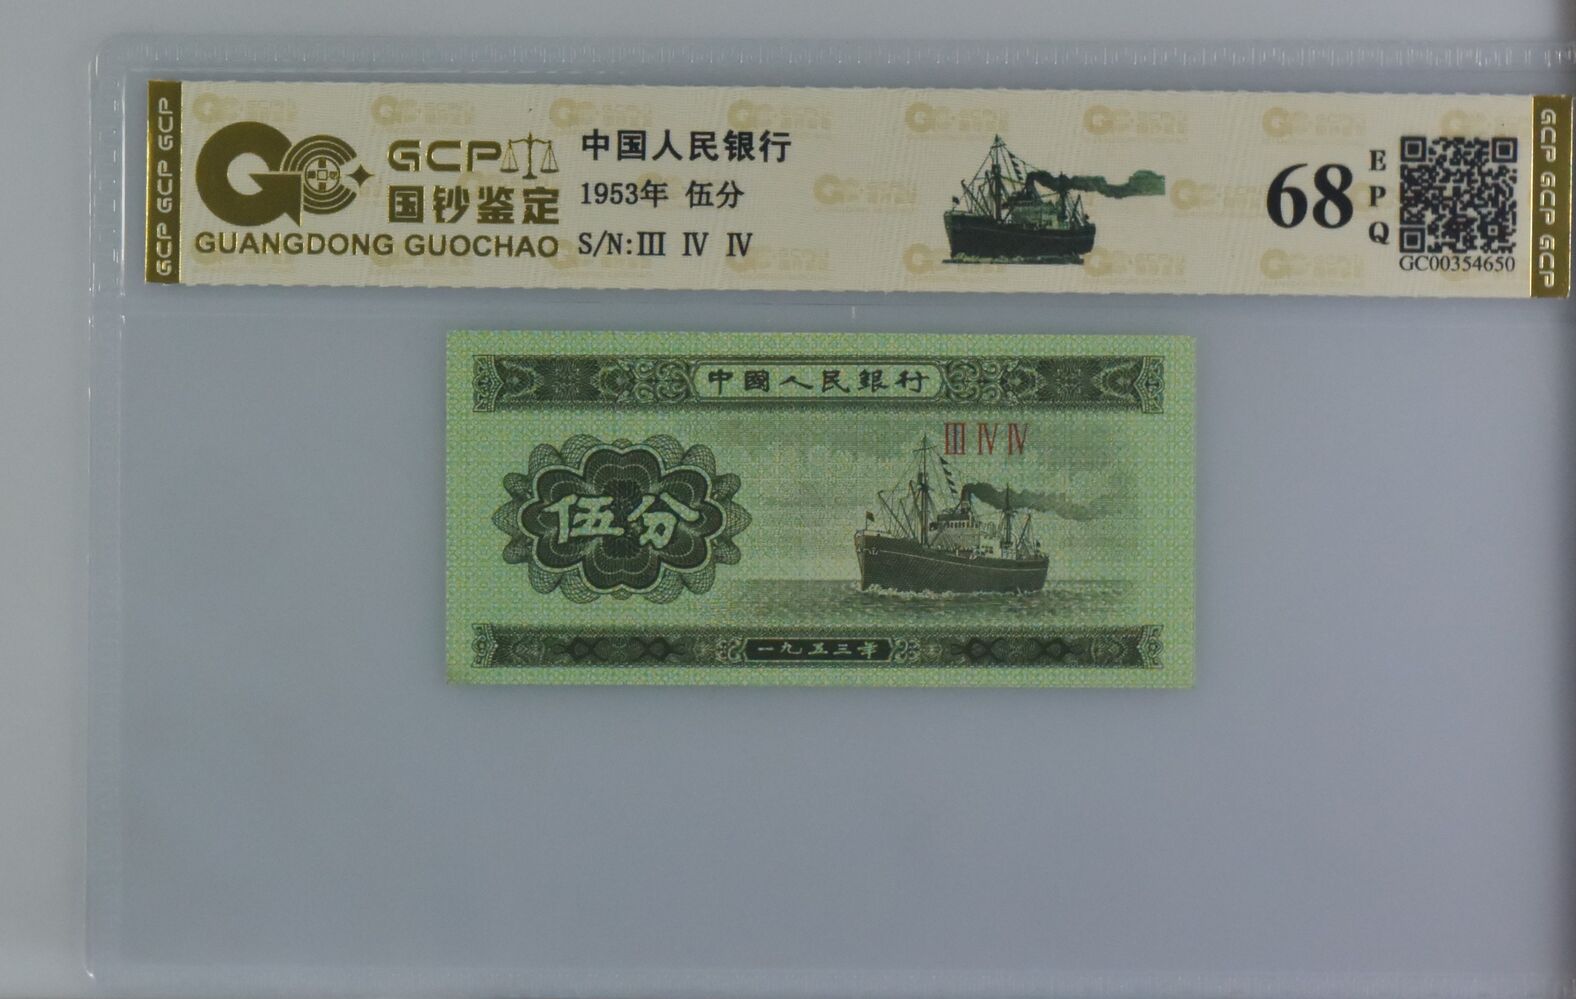 GCP GCP GCP
GCP
国钞鉴定
GUANGDONG GUOCHAO
中国人民银行
1953年 伍分
S/N:Ⅲ Ⅳ Ⅳ
68
EPQ
GC00354650
GCP GCP GCP
中國人民銀行
Ⅲ Ⅳ Ⅳ
伍分
一九五三年